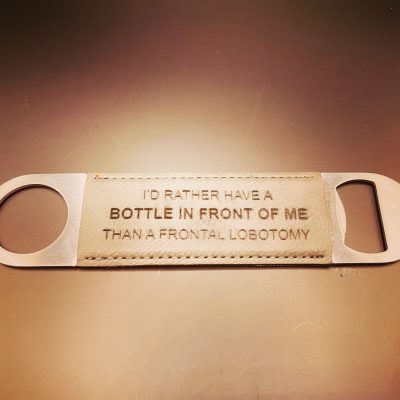 I'D RATHER HAVE A
BOTTLE IN FRONT OF ME
THAN A FRONTAL LOBOTOMY